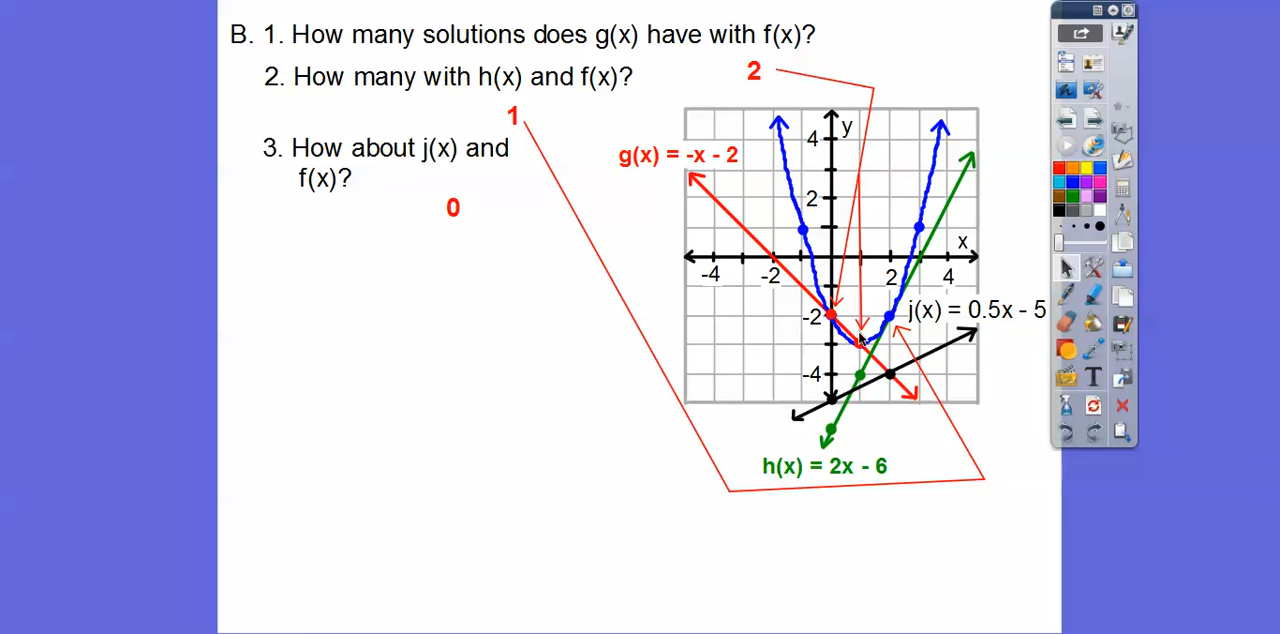 B. 1. How many solutions does g(x) have with f(x)?
2
2. How many with h(x) and f(x)?
1
3. How about j(x) and
f(x)?
0
g(x) = -x - 2
4
y
2
x
-4
-2
2
4
-2
j(x) = 0.5x - 5
-4
h(x) = 2x - 6
T